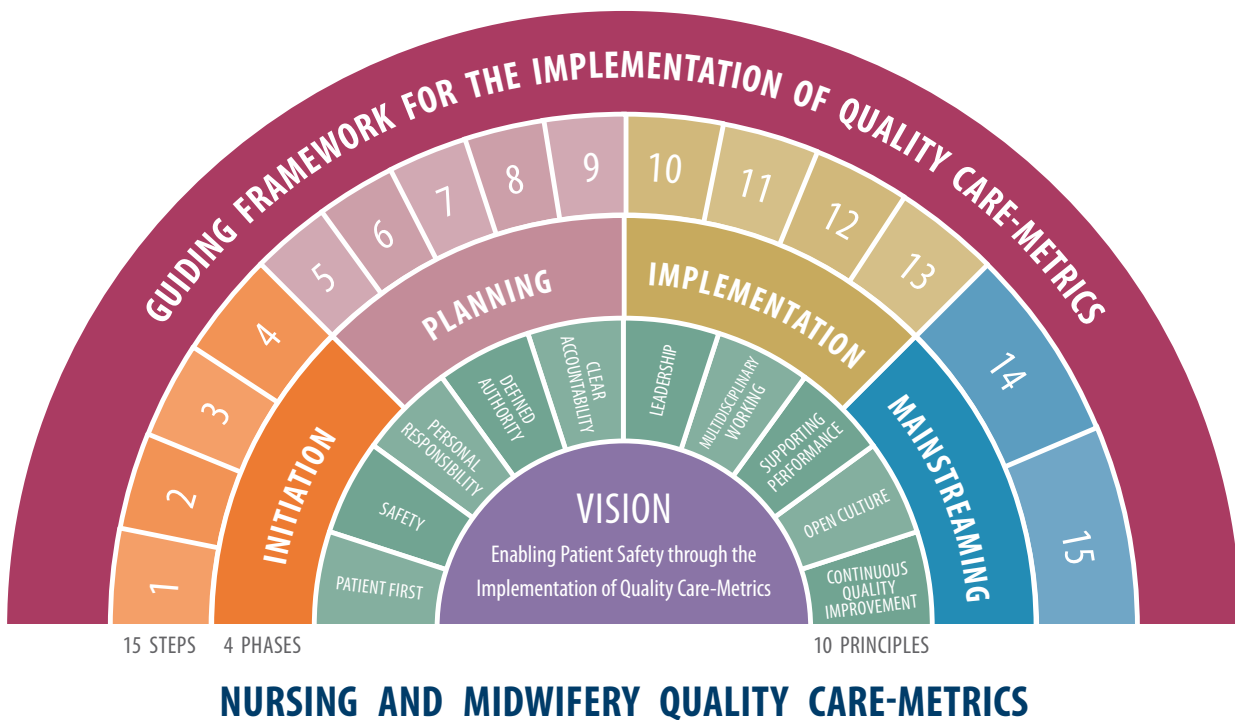 GUIDING FRAMEWORK FOR THE IMPLEMENTATION OF QUALITY CARE-METRICS
1
2
3
4
5
6
7
8
9
10
11
12
13
14
15
INITIATION
PLANNING
IMPLEMENTATION
MAINSTREAMING
PATIENT FIRST
SAFETY
PERSONAL
RESPONSIBILITY
DEFINED
AUTHORITY
CLEAR
ACCOUNTABILITY
LEADERSHIP
MULTIDISCIPLINARY
WORKING
SUPPORTING
PERFORMANCE
OPEN CULTURE
CONTINUOUS
QUALITY
IMPROVEMENT
VISION
Enabling Patient Safety through the
Implementation of Quality Care-Metrics
15 STEPS
4 PHASES
10 PRINCIPLES
NURSING AND MIDWIFERY QUALITY CARE-METRICS